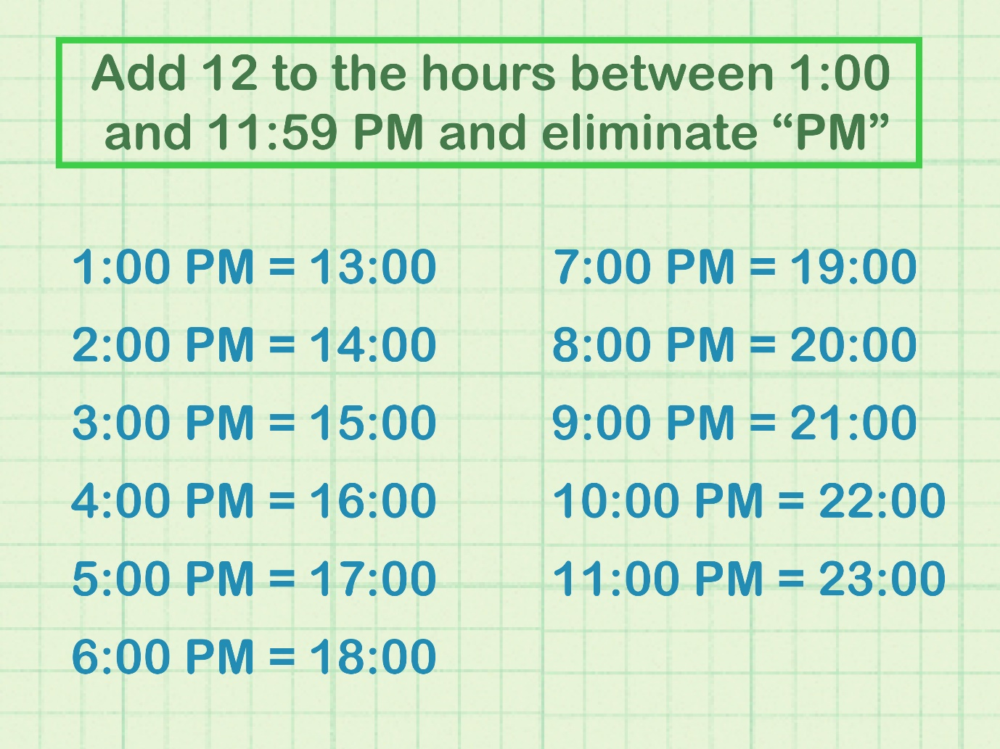 Add 12 to the hours between 1:00
and 11:59 PM and eliminate “PM”
1:00 PM = 13:00
2:00 PM = 14:00
3:00 PM = 15:00
4:00 PM = 16:00
5:00 PM = 17:00
6:00 PM = 18:00
7:00 PM = 19:00
8:00 PM = 20:00
9:00 PM = 21:00
10:00 PM = 22:00
11:00 PM = 23:00